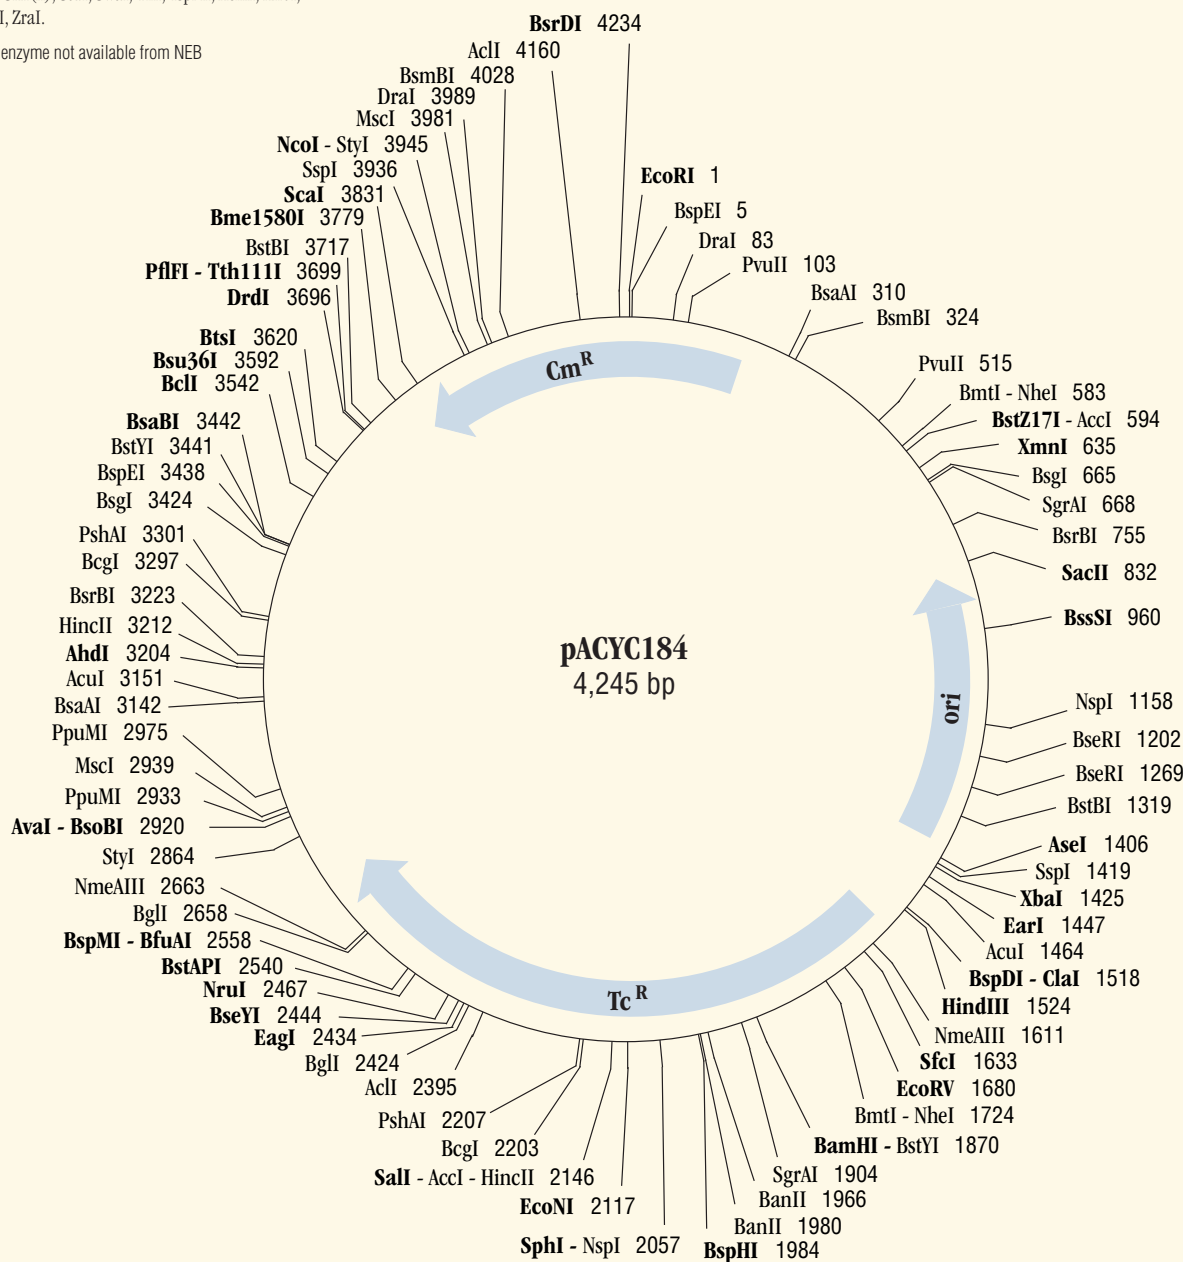 I, ZraI.
enzyme not available from NEB
BsrDI 4234
AclI 4160
BsmBI 4028
DraI 3989
MscI 3981
NcoI - StyI 3945
SspI 3936
ScaI 3831
Bme1580I 3779
BstBI 3717
PflFI - Tth111I 3699
DrdI 3696
BtsI 3620
Bsu36I 3592
BclI 3542
BsaBI 3442
BstYI 3441
BspEI 3438
BsgI 3424
PshAI 3301
BcgI 3297
BsrBI 3223
HincII 3212
AhdI 3204
AcuI 3151
BsaAI 3142
PpuMI 2975
MscI 2939
PpuMI 2933
AvaI - BsoBI 2920
StyI 2864
NmeAIII 2663
BglI 2658
BspMI - BfuAI 2558
BstAPI 2540
NruI 2467
BseYI 2444
EagI 2434
BglI 2424
AclI 2395
PshAI 2207
BcgI 2203
SalI - AccI - HincII 2146
EcoNI 2117
SphI - NspI 2057
EcoRI 1
BspEI 5
DraI 83
PvuII 103
BsaAI 310
BsmBI 324
PvuII 515
BmtI - NheI 583
BstZ17I - AccI 594
XmnI 635
BsgI 665
SgrAI 668
BsrBI 755
SacII 832
BssSI 960
NspI 1158
BseRI 1202
BseRI 1269
BstBI 1319
AseI 1406
SspI 1419
XbaI 1425
EarI 1447
AcuI 1464
BspDI - ClaI 1518
HindIII 1524
NmeAIII 1611
SfcI 1633
EcoRV 1680
BmtI - NheI 1724
BamHI - BstYI 1870
SgrAI 1904
BanII 1966
BanII 1980
BspHI 1984
CmR
pACYC184
4,245 bp
ori
Tc R